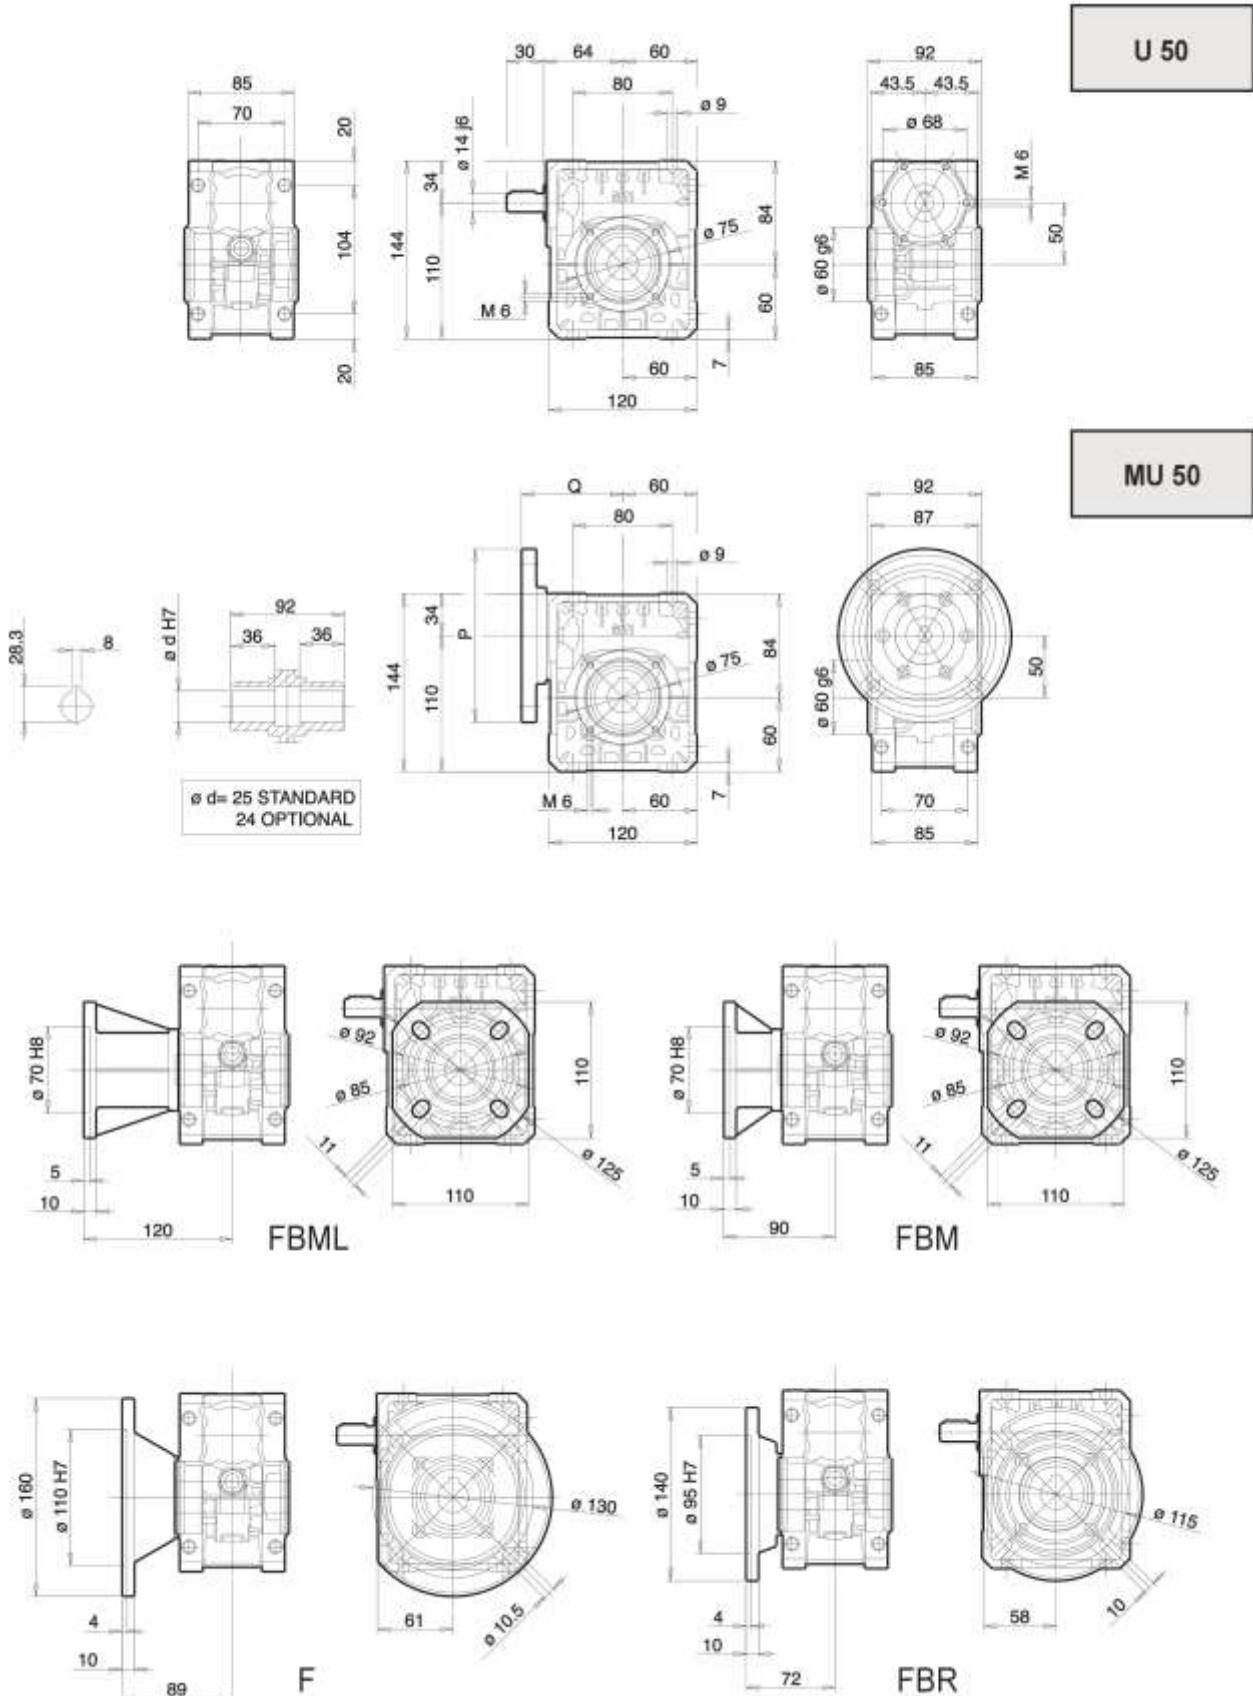 U 50
30
64
60
92
85
80
43.5
43.5
70
ø 9
ø 68
20
ø 14 j6
M 6
34
144
110
104
ø 75
84
50
ø 60 g6
M 6
60
20
7
60
85
120
MU 50
Q
60
92
80
87
ø 9
92
36
36
8
28.3
ø d H7
P
34
144
110
ø 75
84
50
ø 60 g6
60
ø d= 25 STANDARD
24 OPTIONAL
M 6
60
7
70
120
85
ø 70 H8
ø 92
ø 85
110
11
ø 125
5
10
110
120
FBML
ø 70 H8
ø 92
ø 85
110
11
ø 125
5
10
110
90
FBM
ø 160
ø 110 H7
ø 130
4
61
ø 10.5
10
89
F
ø 140
ø 95 H7
ø 115
4
58
10
10
72
FBR